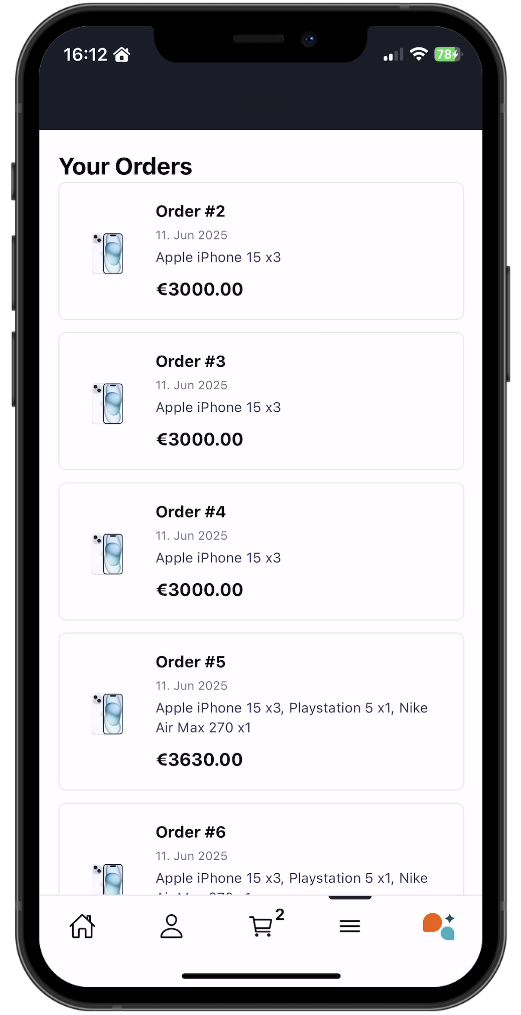 16:12
78
Your Orders
Order #2
11. Jun 2025
Apple iPhone 15 x3
€3000.00
Order #3
11. Jun 2025
Apple iPhone 15 x3
€3000.00
Order #4
11. Jun 2025
Apple iPhone 15 x3
€3000.00
Order #5
11. Jun 2025
Apple iPhone 15 x3, Playstation 5 x1, Nike
Air Max 270 x1
€3630.00
Order #6
11. Jun 2025
Apple iPhone 15 x3, Playstation 5 x1, Nike
2